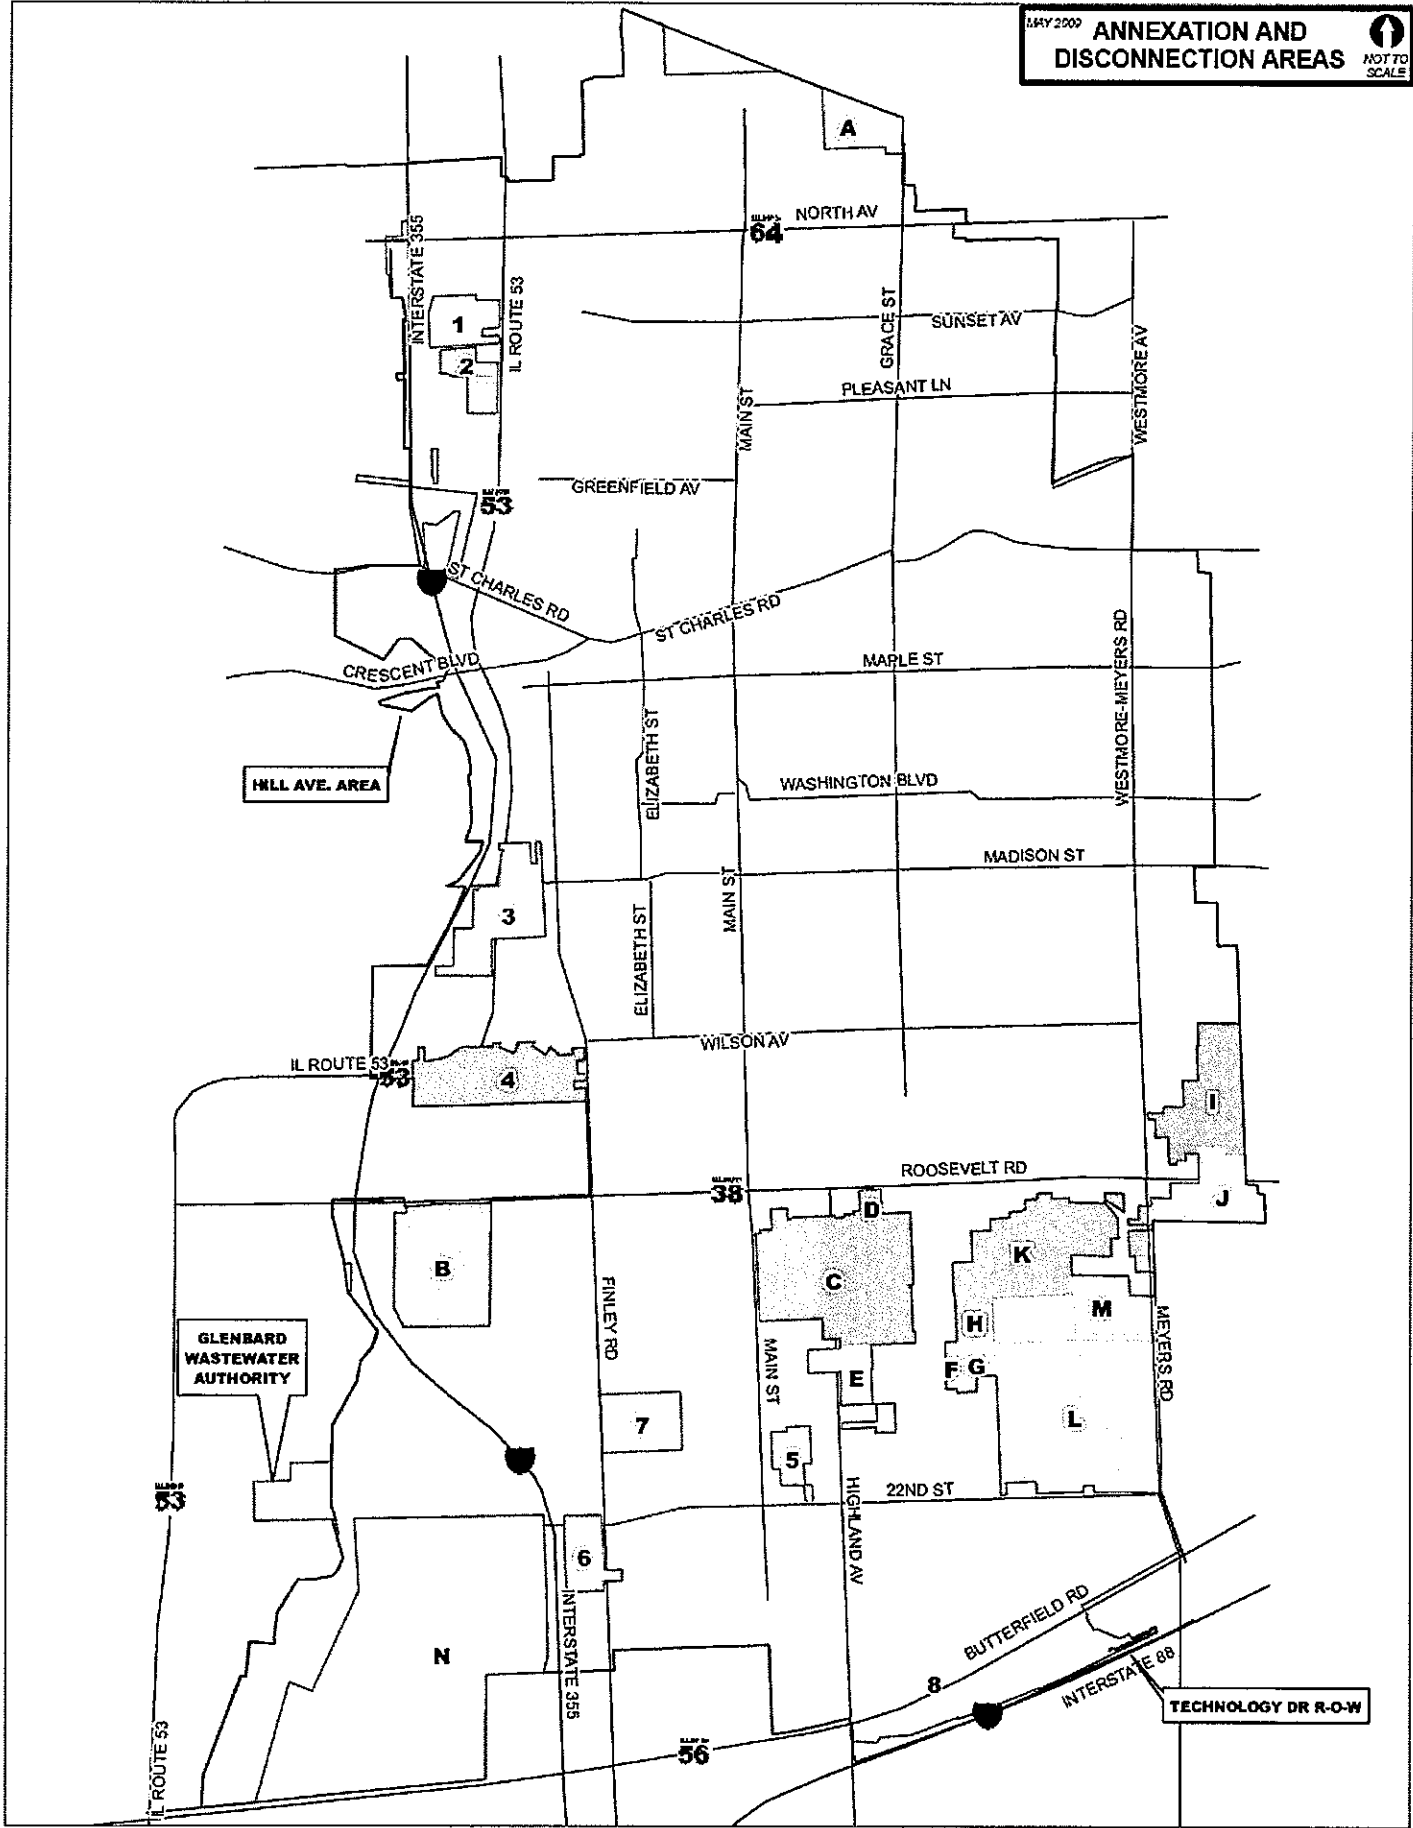 MAY 2009
ANNEXATION AND
DISCONNECTION AREAS
NOT TO
SCALE
A
NORTH AV
64
INTERSTATE 355
IL ROUTE 53
GRACE ST
1
SUNSET AV
2
WESTMORE AV
PLEASANT LN
MAIN ST
GREENFIELD AV
53
ST CHARLES RD
ST CHARLES RD
CRESCENT BLVD
MAPLE ST
WESTMORE-MEYERS RD
ELIZABETH ST
HILL AVE. AREA
WASHINGTON BLVD
MADISON ST
MAIN ST
3
ELIZABETH ST
WILSON AV
IL ROUTE 53
53
4
I
ROOSEVELT RD
38
J
D
K
B
C
FINLEY RD
M
H
MEYERS RD
GLENBARD
WASTEWATER
AUTHORITY
MAIN ST
F
G
E
7
L
5
53
22ND ST
HIGHLAND AV
6
INTERSTATE 355
BUTTERFIELD RD
N
8
INTERSTATE 88
TECHNOLOGY DR R-O-W
56
IL ROUTE 53